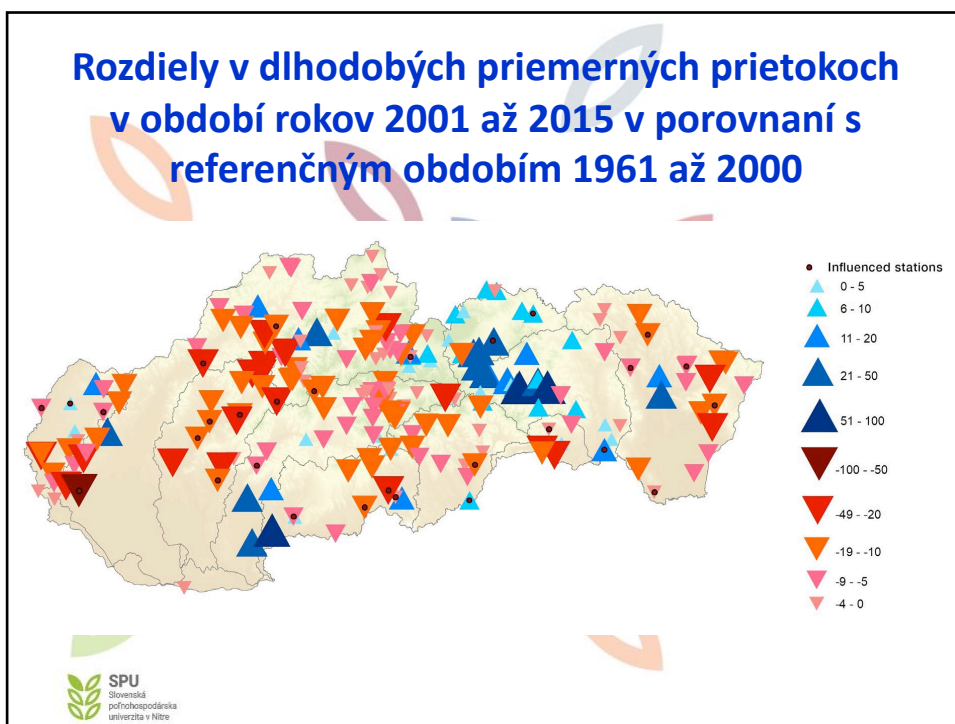 Rozdiely v dlhodobých priemerných prietokoch
v období rokov 2001 až 2015 v porovnaní s
referenčným obdobím 1961 až 2000
Influenced stations
0 - 5
6 - 10
11 - 20
21 - 50
51 - 100
-100 - -50
-49 - -20
-19 - -10
-9 - -5
-4 - 0
SPU
Slovenská
poľnohospodárska
univerzita v Nitre